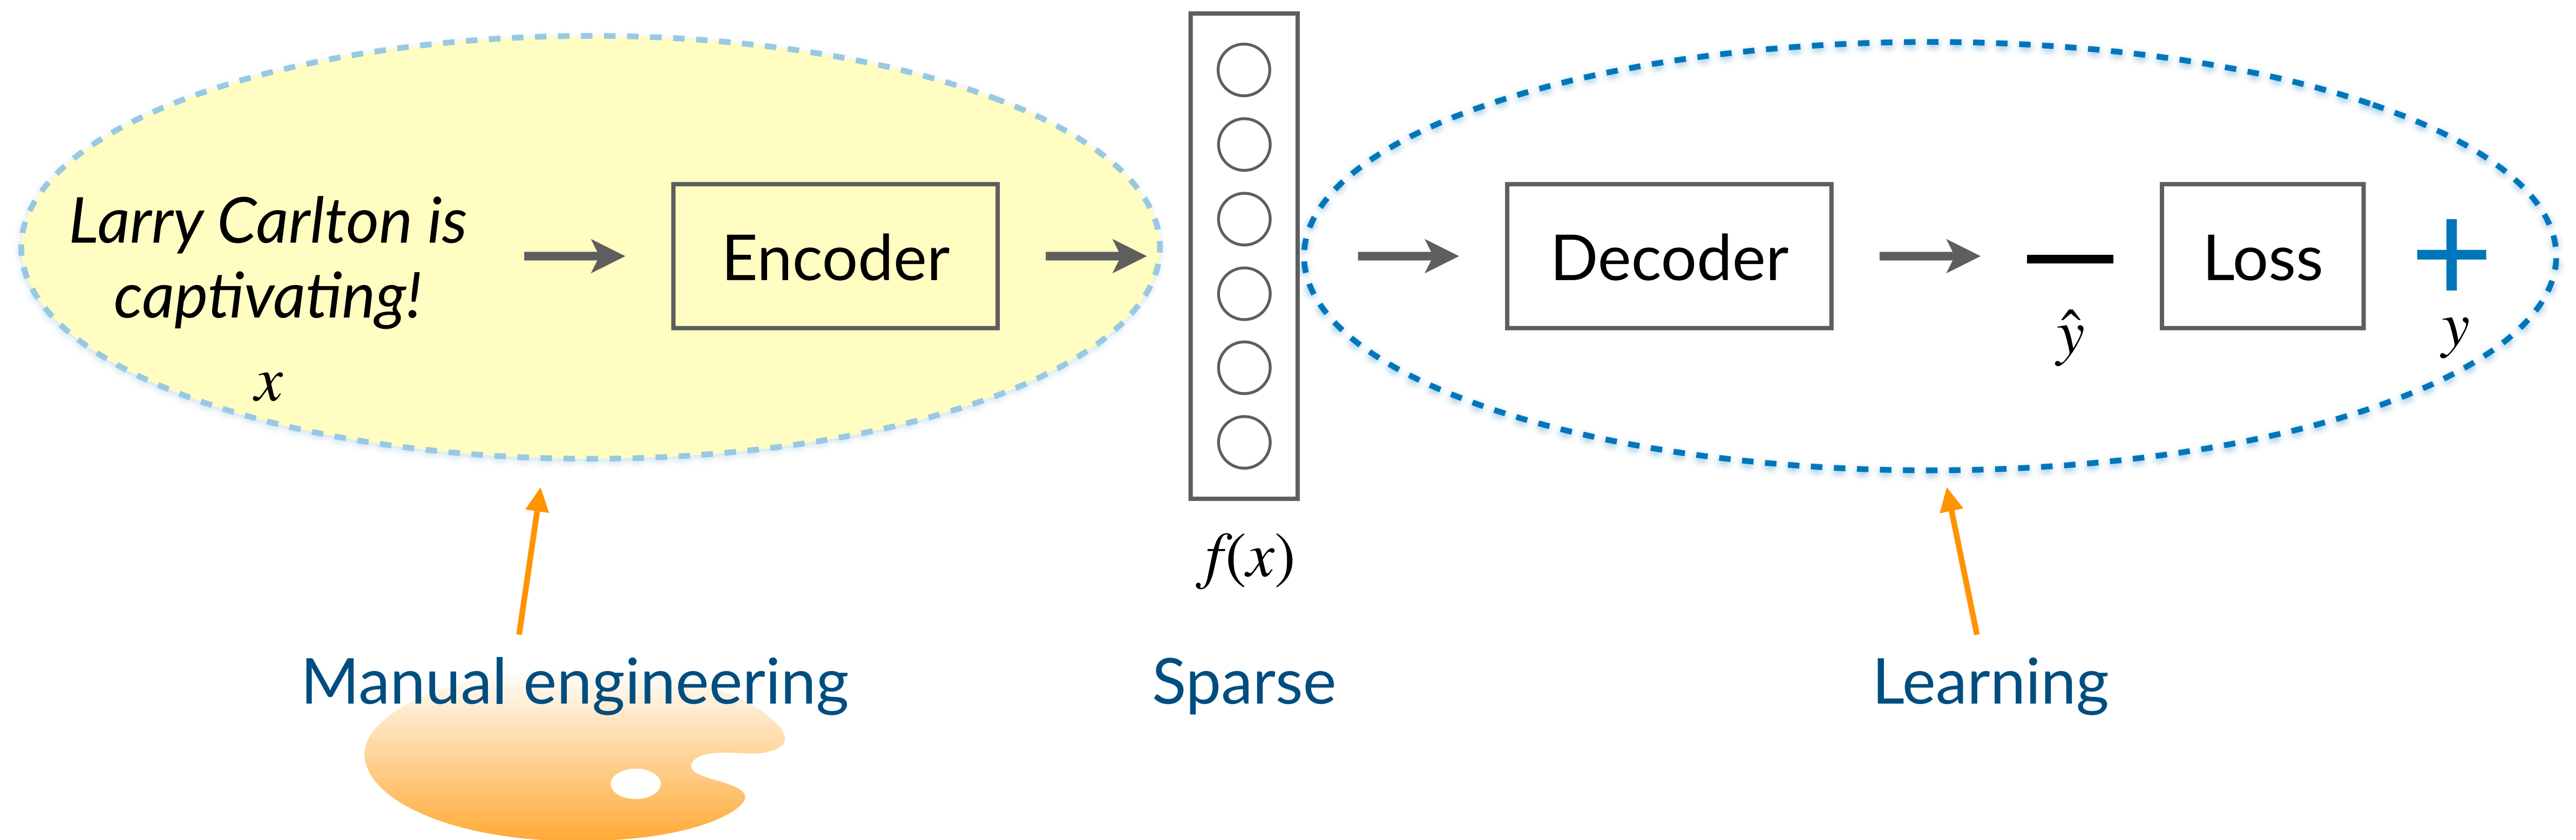 Larry Carlton is
captivating!
x
Encoder
f(x)
Decoder
—
ŷ
Loss
+
y
Manual engineering
Sparse
Learning